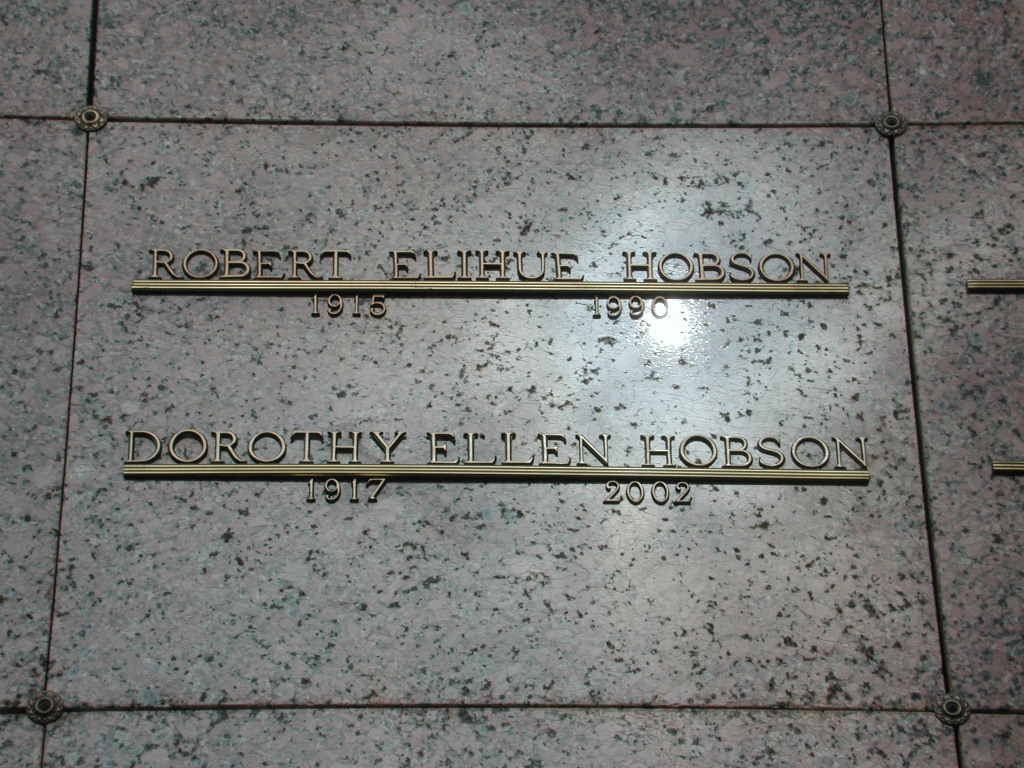 ROBERT ELIHUE HOBSON
1915 1990
DOROTHY ELLEN HOBSON
1917 2002